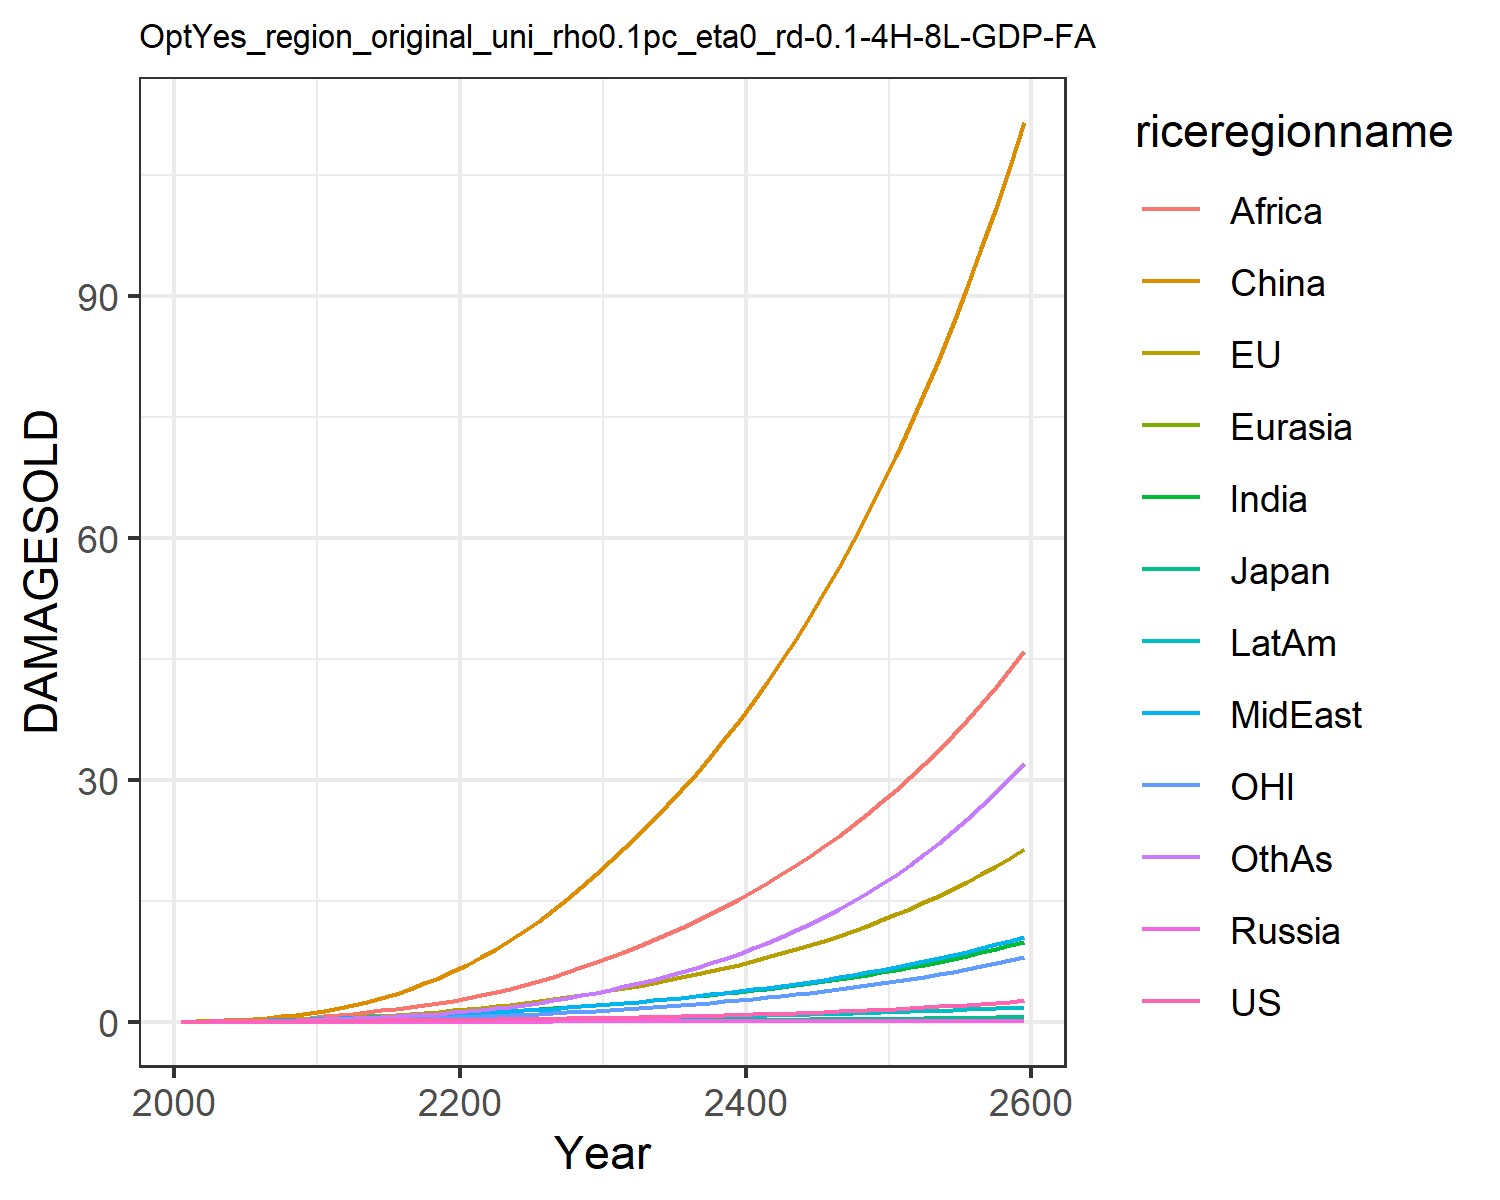 OptYes_region_original_uni_rho0.1pc_eta0_rd-0.1-4H-8L-GDP-FA
DAMAGESOLD
90
60
30
0
2000 2200 2400 2600
Year
riceregionname
Africa
China
EU
Eurasia
India
Japan
LatAm
MidEast
OHI
OthAs
Russia
US